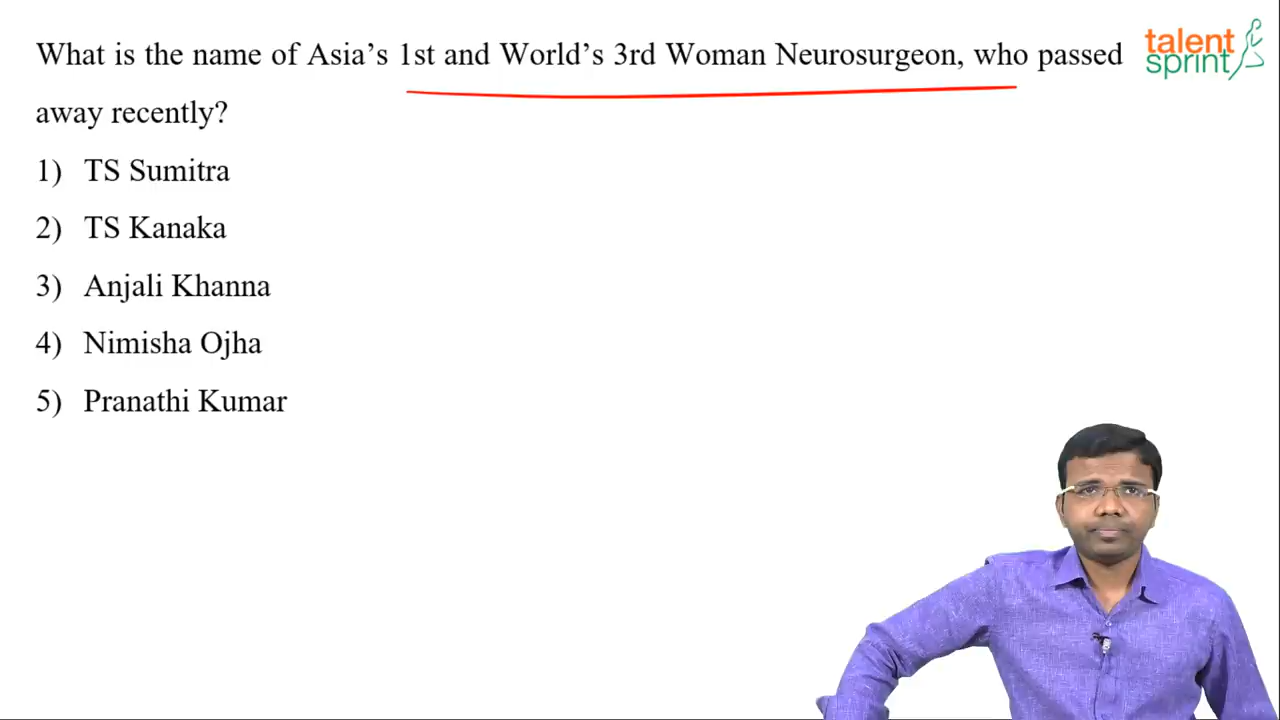 What is the name of Asia's 1st and World's 3rd Woman Neurosurgeon, who passed
away recently?
1) TS Sumitra
2) TS Kanaka
3) Anjali Khanna
4) Nimisha Ojha
5) Pranathi Kumar
talent
sprint